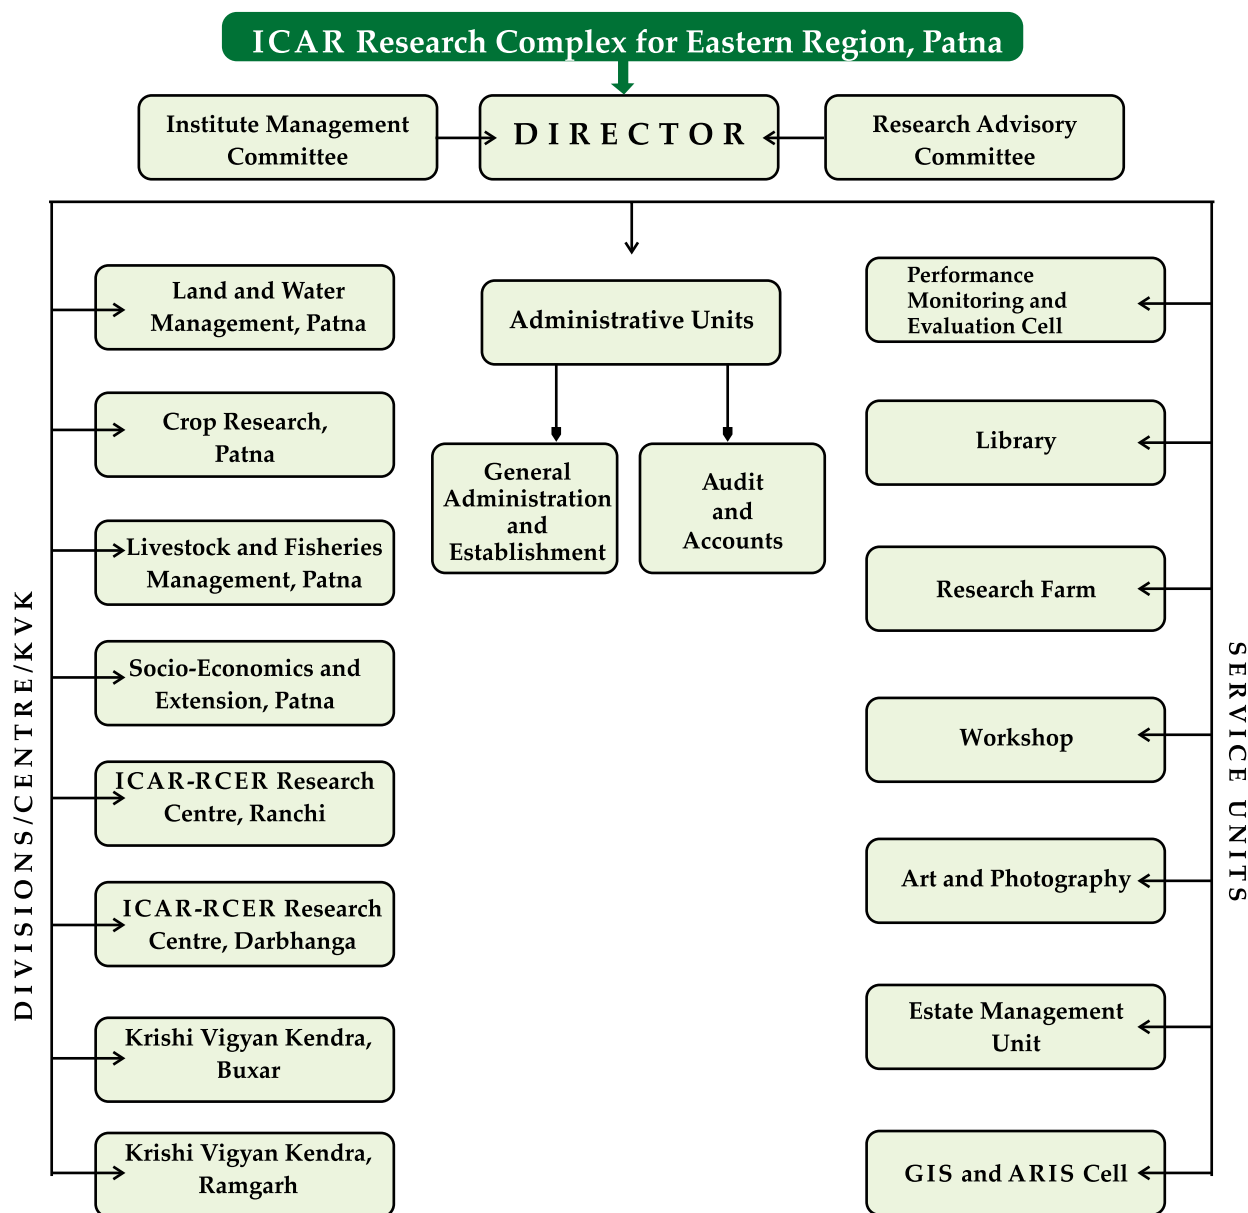 ICAR Research Complex for Eastern Region, Patna
Institute Management
Committee
DIRECTOR
Research Advisory
Committee
DIVISIONS/CENTRE/KVK
Land and Water
Management, Patna
Crop Research,
Patna
Livestock and Fisheries
Management, Patna
Socio-Economics and
Extension, Patna
ICAR-RCER Research
Centre, Ranchi
ICAR-RCER Research
Centre, Darbhanga
Krishi Vigyan Kendra,
Buxar
Krishi Vigyan Kendra,
Ramgarh
Administrative Units
General
Administration
and
Establishment
Audit
and
Accounts
Performance
Monitoring and
Evaluation Cell
Library
Research Farm
Workshop
Art and Photography
Estate Management
Unit
GIS and ARIS Cell
SERVICE UNITS